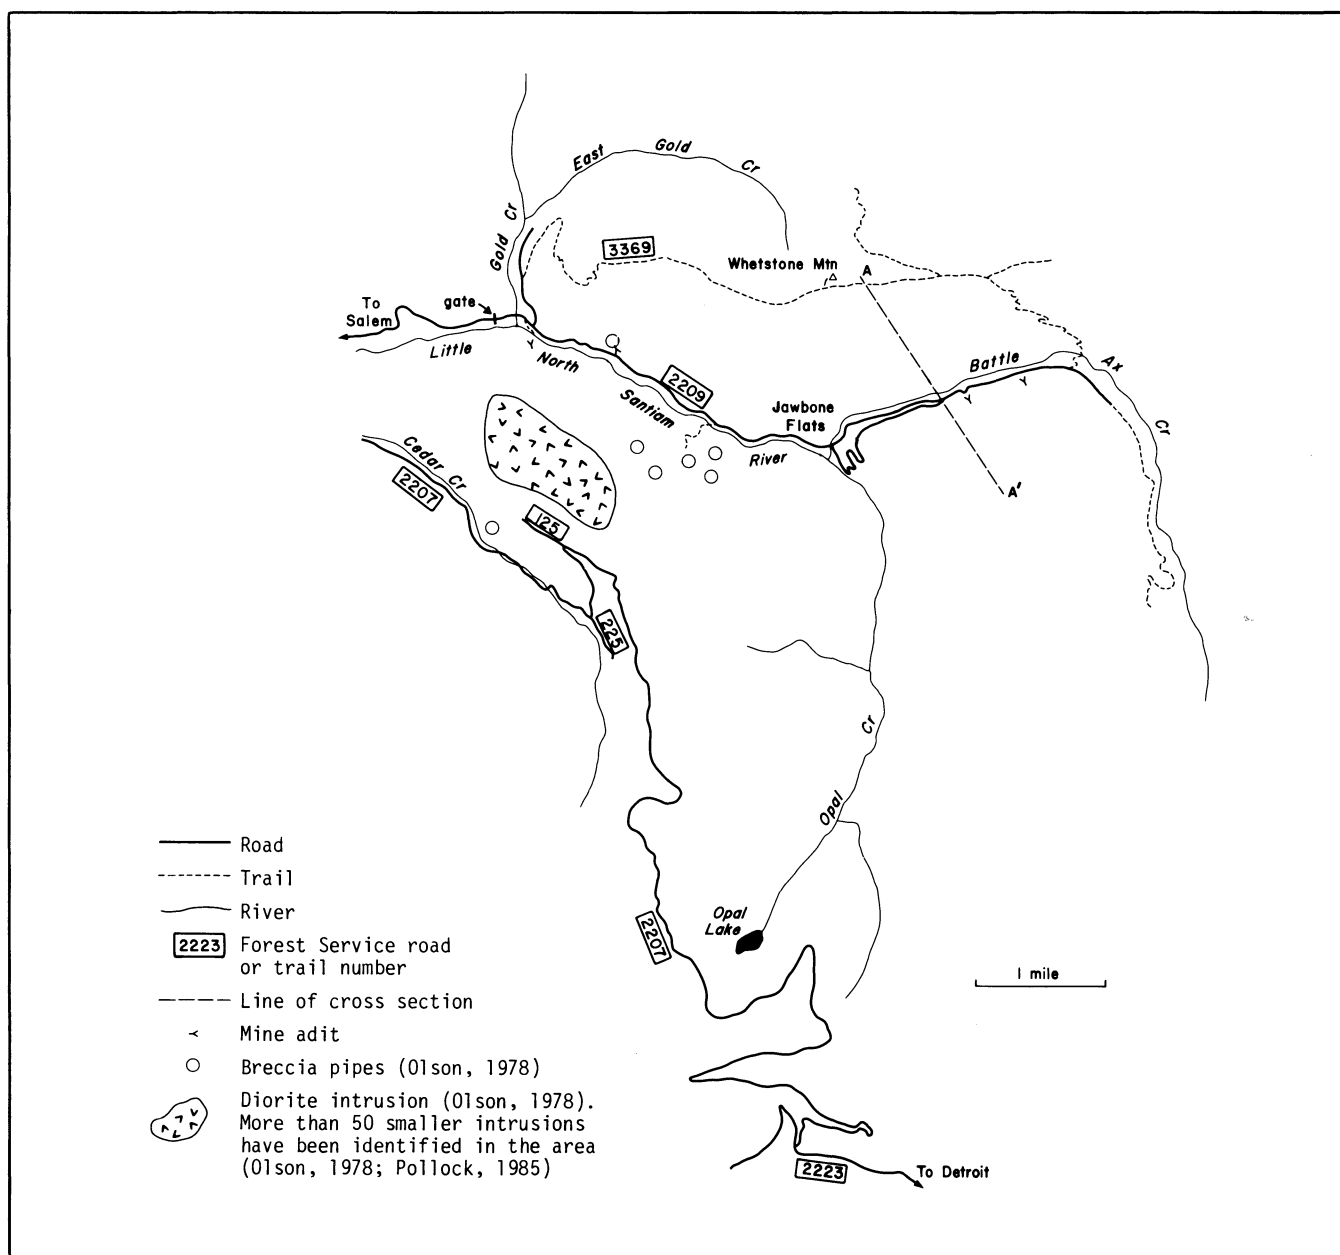 East Gold Cr
Gold Cr
3369
Whetstone Mtn
A
To
Salem
gate
Little North Santiam River
2209
Battle Ax Cr
Jawbone
Flats
A'
Cedar Cr
2207
125
225
Opal Cr
Opal
Lake
2207
1 mile
Road
Trail
River
2223 Forest Service road
or trail number
Line of cross section
Mine adit
Breccia pipes (Olson, 1978)
Diorite intrusion (Olson, 1978).
More than 50 smaller intrusions
have been identified in the area
(Olson, 1978; Pollock, 1985)
2223
To Detroit